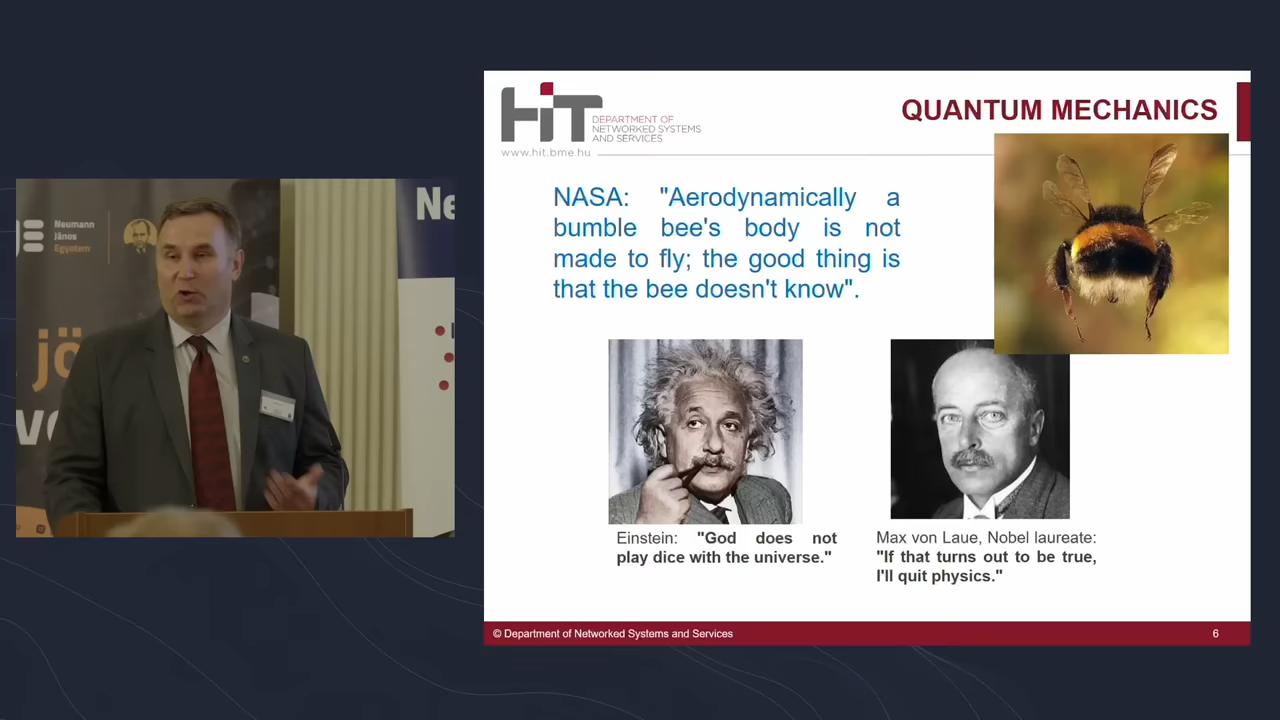 Neumann
János
Egyetem
Ne
jö
HiT
DEPARTMENT OF
NETWORKED SYSTEMS
AND SERVICES
www.hit.bme.hu
QUANTUM MECHANICS
NASA: "Aerodynamically a
bumble bee's body is not
made to fly; the good thing is
that the bee doesn't know".
Einstein: "God does not
play dice with the universe."
Max von Laue, Nobel laureate:
"If that turns out to be true,
I'll quit physics."
© Department of Networked Systems and Services
6